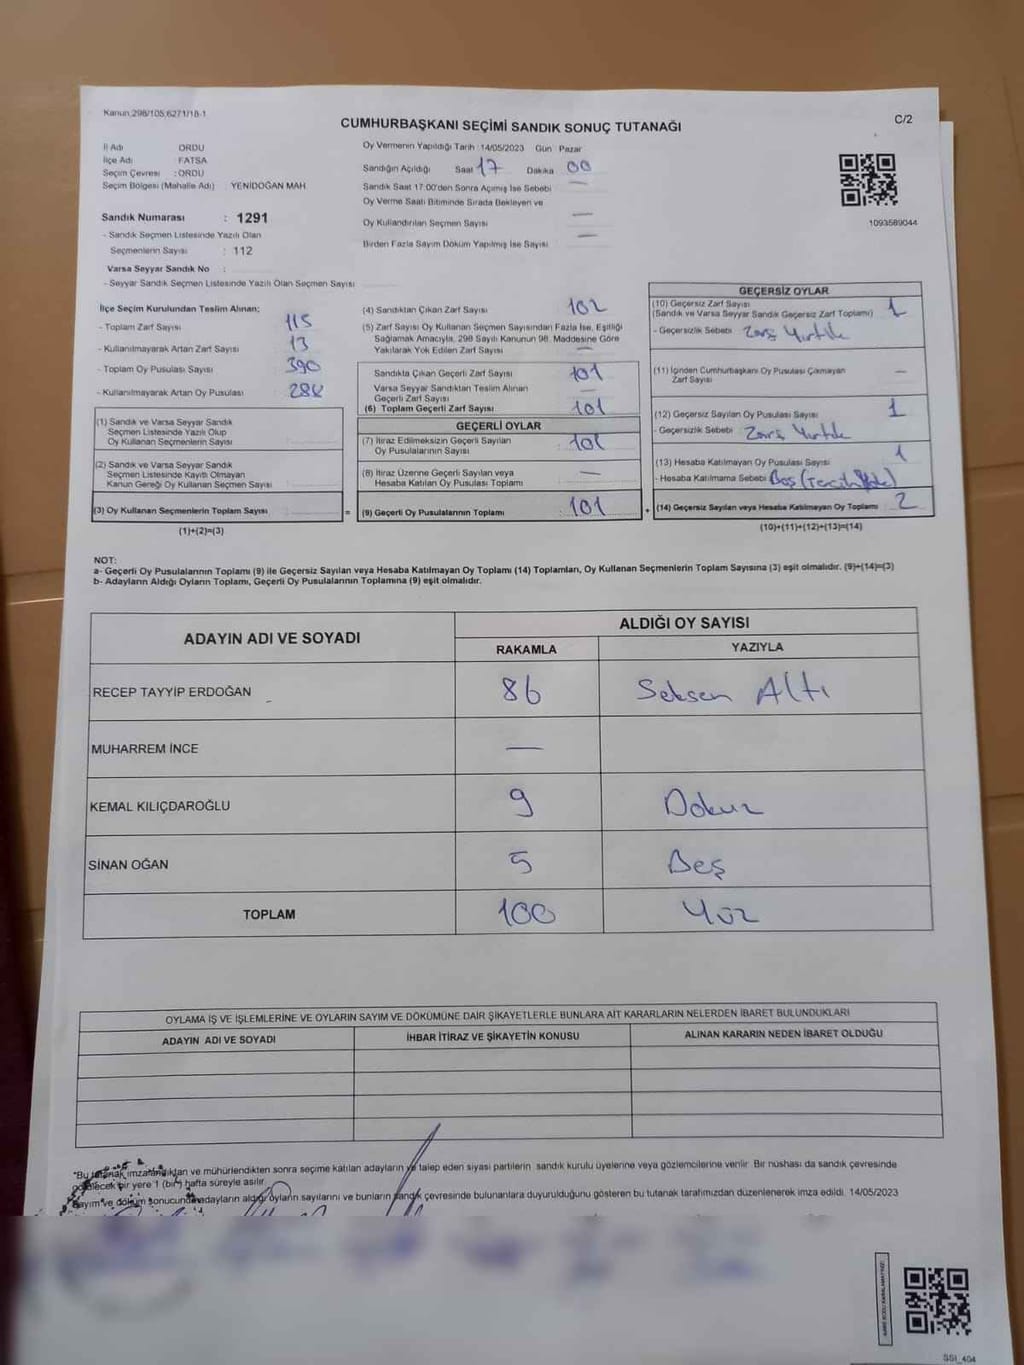 Kanun:298/105;6271/18-1
C/2
CUMHURBAŞKANI SEÇİMİ SANDIK SONUÇ TUTANAĞI
İl Adı ORDU
İlçe Adı FATSA
Seçim Çevresi : ORDU
Seçim Bölgesi (Mahalle Adı) : YENİDOĞAN MAH.
Sandık Numarası : 1291
- Sandık Seçmen Listesinde Yazılı Olan
Seçmenlerin Sayısı : 112
Varsa Seyyar Sandık No :
- Seyyar Sandık Seçmen Listesinde Yazılı Olan Seçmen Sayısı
Oy Vermenin Yapıldığı Tarih : 14/05/2023 Gün : Pazar
Sandığın Açıldığı Saat 17 Dakika 00
Sandık Saat 17:00'den Sonra Açılmış İse Sebebi —
Oy Verme Saati Bitiminde Sırada Bekleyen ve
Oy Kullandırılan Seçmen Sayısı —
Birden Fazla Sayım Döküm Yapılmış İse Sayısı —
1093589044
İlçe Seçim Kurulundan Teslim Alınan;
- Toplam Zarf Sayısı 115
- Kullanılmayarak Artan Zarf Sayısı 13
- Toplam Oy Pusulası Sayısı 390
- Kullanılmayarak Artan Oy Pusulası
(1) Sandık ve Varsa Seyyar Sandık
Seçmen Listesinde Yazılı Olup
Oy Kullanan Seçmenlerin Sayısı
(2) Sandık ve Varsa Seyyar Sandık
Seçmen Listesinde Kayıtlı Olmayan
Kanun Gereği Oy Kullanan Seçmen Sayısı
(3) Oy Kullanan Seçmenlerin Toplam Sayısı =
(1)+(2)=(3)
(4) Sandıktan Çıkan Zarf Sayısı 102
(5) Zarf Sayısı Oy Kullanan Seçmen Sayısından Fazla İse, Eşitliği
Sağlamak Amacıyla, 298 Sayılı Kanunun 98. Maddesine Göre
Yakılarak Yok Edilen Zarf Sayısı —
Sandıkta Çıkan Geçerli Zarf Sayısı 101
Varsa Seyyar Sandıktan Teslim Alınan
Geçerli Zarf Sayısı —
(6) Toplam Geçerli Zarf Sayısı 101
GEÇERLİ OYLAR
(7) İtiraz Edilmeksizin Geçerli Sayılan
Oy Pusulalarının Sayısı 101
(8) İtiraz Üzerine Geçerli Sayılan veya
Hesaba Katılan Oy Pusulası Toplamı —
(9) Geçerli Oy Pusulalarının Toplamı 101 +
GEÇERSİZ OYLAR
(10) Geçersiz Zarf Sayısı 1
(Sandık ve Varsa Seyyar Sandık Geçersiz Zarf Toplamı)
- Geçersizlik Sebebi Yırtık
(11) İçinden Cumhurbaşkanı Oy Pusulası Çıkmayan
Zarf Sayısı —
(12) Geçersiz Sayılan Oy Pusulası Sayısı 1
- Geçersizlik Sebebi Yırtık
(13) Hesaba Katılmayan Oy Pusulası Sayısı 1
- Hesaba Katılmama Sebebi Boş
(14) Geçersiz Sayılan veya Hesaba Katılmayan Oy Toplamı 2
(10)+(11)+(12)+(13)=(14)
NOT:
a- Geçerli Oy Pusulalarının Toplamı (9) ile Geçersiz Sayılan veya Hesaba Katılmayan Oy Toplamı (14) Toplamları, Oy Kullanan Seçmenlerin Toplam Sayısına (3) eşit olmalıdır. (9)+(14)=(3)
b- Adayların Aldığı Oyların Toplamı, Geçerli Oy Pusulalarının Toplamına (9) eşit olmalıdır.
ADAYIN ADI VE SOYADI ALDIĞI OY SAYISI
RAKAMLA YAZIYLA
RECEP TAYYİP ERDOĞAN 86 Seksen Altı
MUHARREM İNCE —
KEMAL KILIÇDAROĞLU 9 Dokuz
SİNAN OĞAN 5 Beş
TOPLAM 100 Yüz
OYLAMA İŞ VE İŞLEMLERİNE VE OYLARIN SAYIM VE DÖKÜMÜNE DAİR ŞİKAYETLERLE BUNLARA AİT KARARLARIN NELERDEN İBARET BULUNDUKLARI
ADAYIN ADI VE SOYADI İHBAR İTİRAZ VE ŞİKAYETİN KONUSU ALINAN KARARIN NEDEN İBARET OLDUĞU
*Bu tutanak imzalandıktan ve mühürlendikten sonra seçime katılan adayların ve talep eden siyasi partilerin sandık kurulu üyelerine veya gözlemcilerine verilir. Bir nüshası da sandık çevresinde
görülecek bir yere 1 (bir) hafta süreyle asılır.
Sayım ve döküm sonucunda adayların aldığı oyların sayılarını ve bunların sandık çevresinde bulunanlara duyurulduğunu gösteren bu tutanak tarafımızdan düzenlenerek imza edildi. 14/05/2023
SSI_404